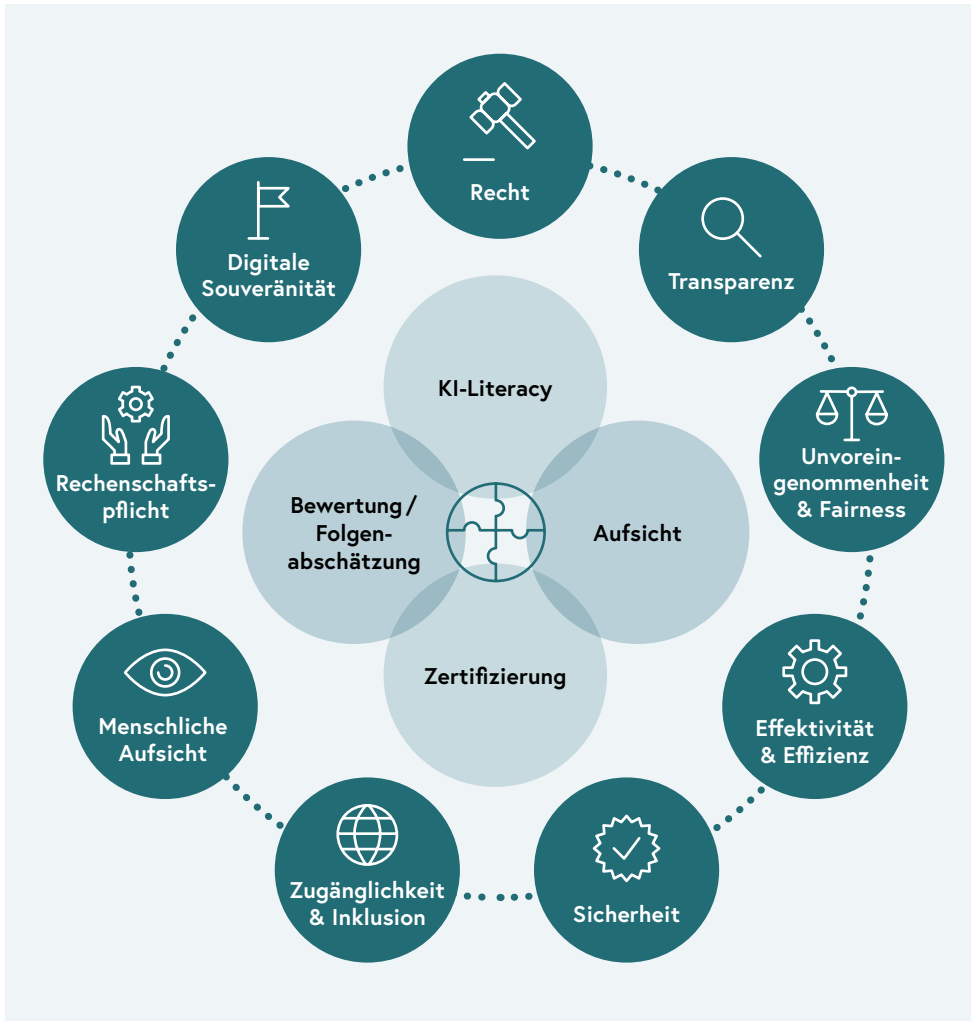 Recht
Transparenz
Unvorein-
genommenheit
& Fairness
Effektivität
& Effizienz
Sicherheit
Zugänglichkeit
& Inklusion
Menschliche
Aufsicht
Rechenschafts-
pflicht
Digitale
Souveränität
KI-Literacy
Aufsicht
Zertifizierung
Bewertung /
Folgen-
abschätzung